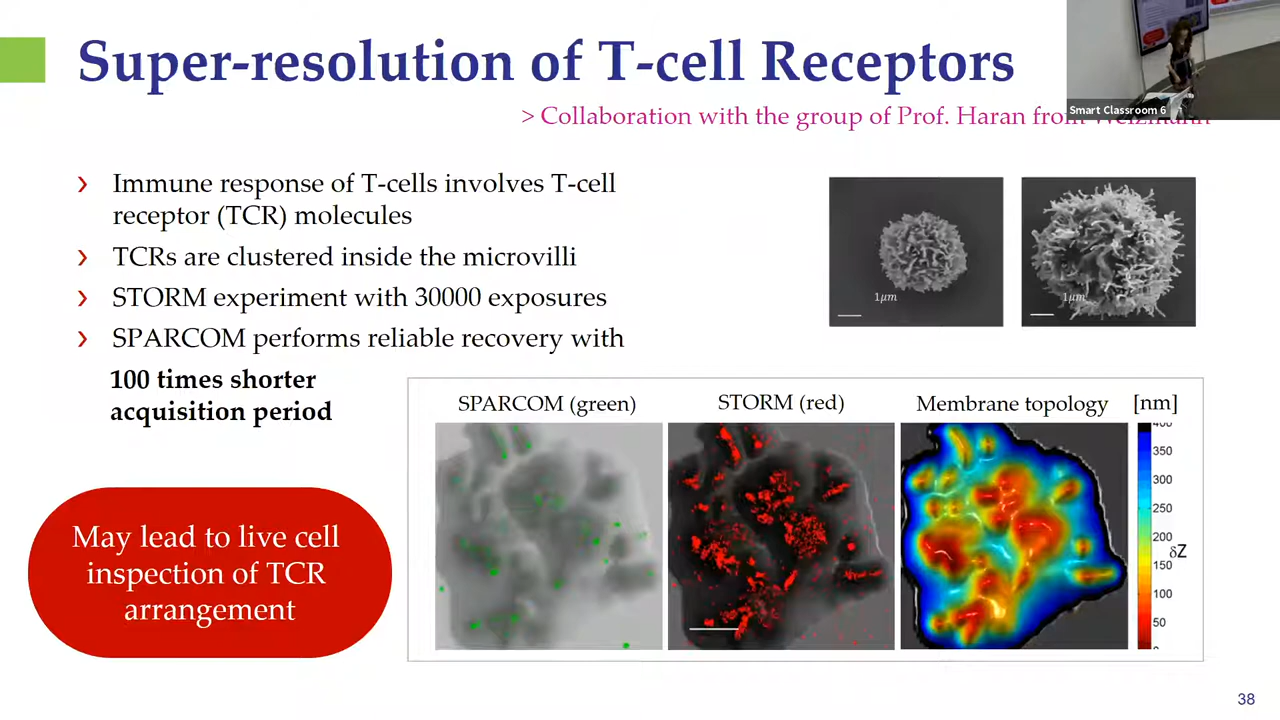 Super-resolution of T-cell Receptors
Smart Classroom 6
> Collaboration with the group of Prof. Haran from Weizmann
› Immune response of T-cells involves T-cell
receptor (TCR) molecules
› TCRs are clustered inside the microvilli
› STORM experiment with 30000 exposures
› SPARCOM performs reliable recovery with
100 times shorter
acquisition period
1μm
1μm
May lead to live cell
inspection of TCR
arrangement
SPARCOM (green)
STORM (red)
Membrane topology
[nm]
400
350
300
250
200
δZ
150
100
50
0
38